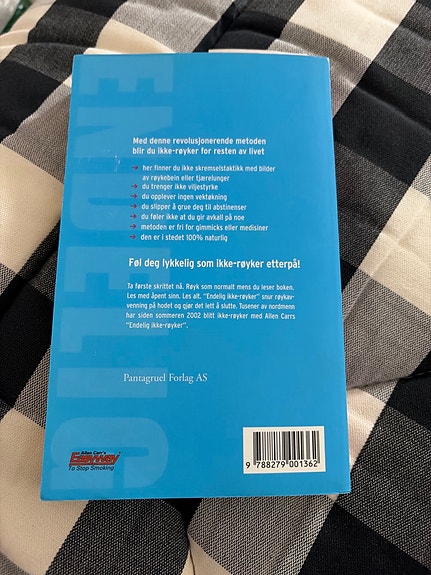 Med denne revolusjonerende metoden
blir du ikke-røyker for resten av livet
➔ her finner du ikke skremselstaktikk med bilder
av røykebein eller tjærelunger
➔ du trenger ikke viljestyrke
➔ du opplever ingen vektøkning
➔ du slipper å grue deg til abstinenser
➔ du føler ikke at du gir avkall på noe
➔ metoden er fri for gimmicks eller medisiner
➔ den er i stedet 100% naturlig
Føl deg lykkelig som ikke-røyker etterpå!
Ta første skrittet nå. Røyk som normalt mens du leser boken.
Les med åpent sinn. Les alt. "Endelig ikke-røyker" snur røykav-
venning på hodet og gjør det lett å slutte. Tusener av nordmenn
har siden sommeren 2002 blitt ikke-røyker med Allen Carrs
"Endelig ikke-røyker".
Pantagruel Forlag AS
Allen Carr's
Easyway
To Stop Smoking
9 788279 001362